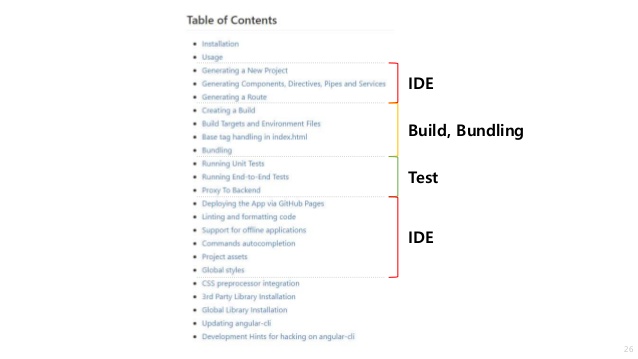 Table of Contents
Installation
Usage
Generating a New Project
Generating Components, Directives, Pipes and Services
Generating a Route
IDE
Creating a Build
Build Targets and Environment Files
Base tag handling in index.html
Bundling
Build, Bundling
Running Unit Tests
Running End-to-End Tests
Proxy To Backend
Test
Deploying the App via GitHub Pages
Linting and formatting code
Support for offline applications
Commands autocompletion
Project assets
Global styles
IDE
CSS preprocessor integration
3rd Party Library Installation
Global Library Installation
Updating angular-cli
Development Hints for hacking on angular-cli
26